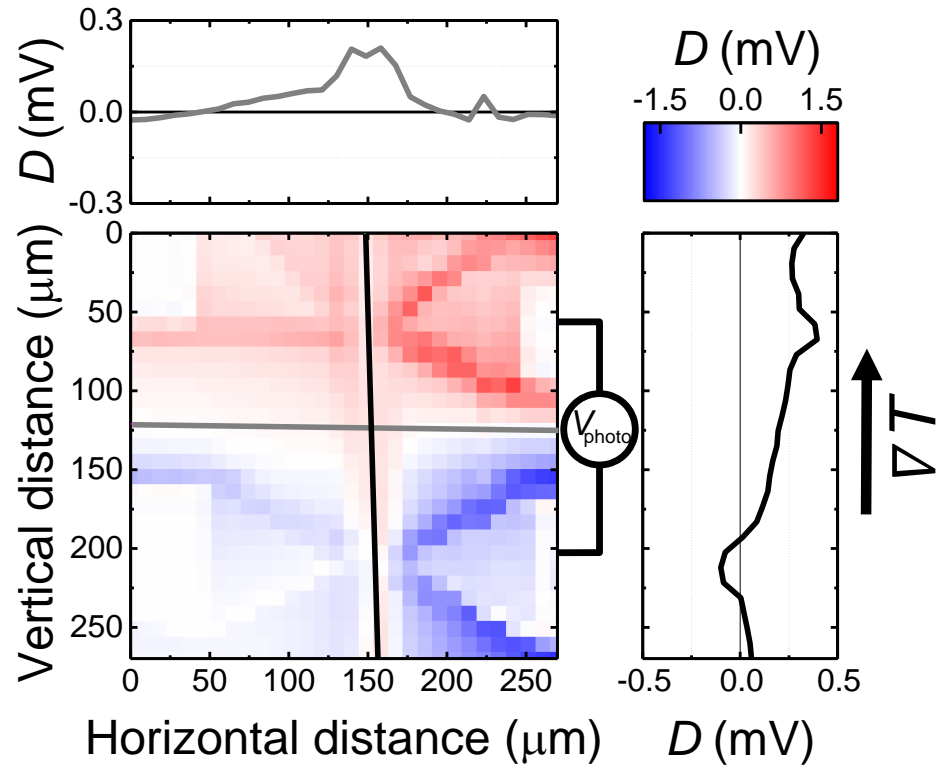 0.3
0.0
-0.3
D (mV)
D (mV)
-1.5 0.0 1.5
0
50
100
150
200
250
Vertical distance (μm)
0 50 100 150 200 250
Horizontal distance (μm)
Vphoto
-0.5 0.0 0.5
D (mV)
∇T